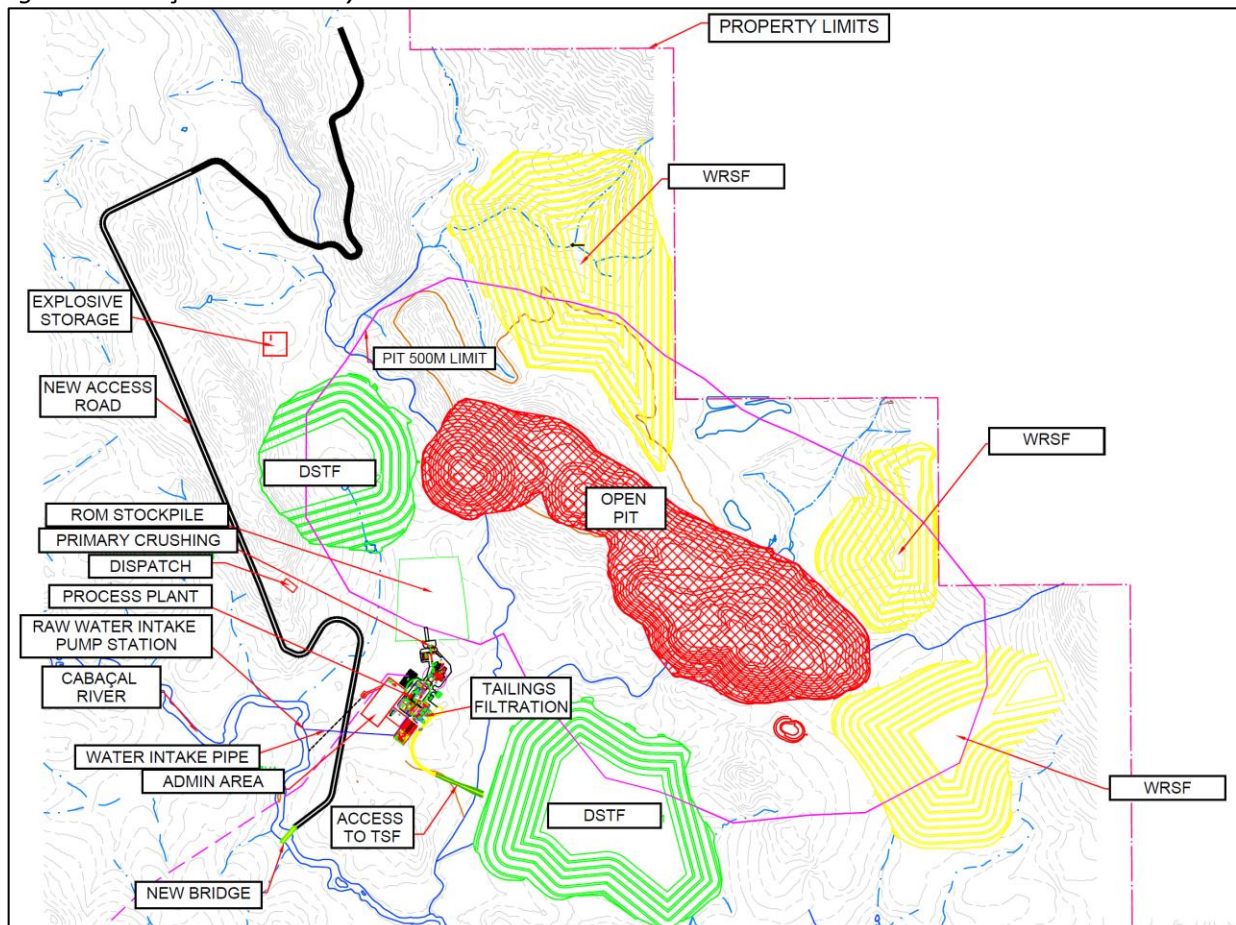 PROPERTY LIMITS
WRSF
EXPLOSIVE
STORAGE
PIT 500M LIMIT
NEW ACCESS
ROAD
WRSF
DSTF
OPEN
PIT
ROM STOCKPILE
PRIMARY CRUSHING
DISPATCH
PROCESS PLANT
RAW WATER INTAKE
PUMP STATION
CABAÇAL
RIVER
TAILINGS
FILTRATION
WATER INTAKE PIPE
ADMIN AREA
WRSF
ACCESS
TO TSF
DSTF
NEW BRIDGE